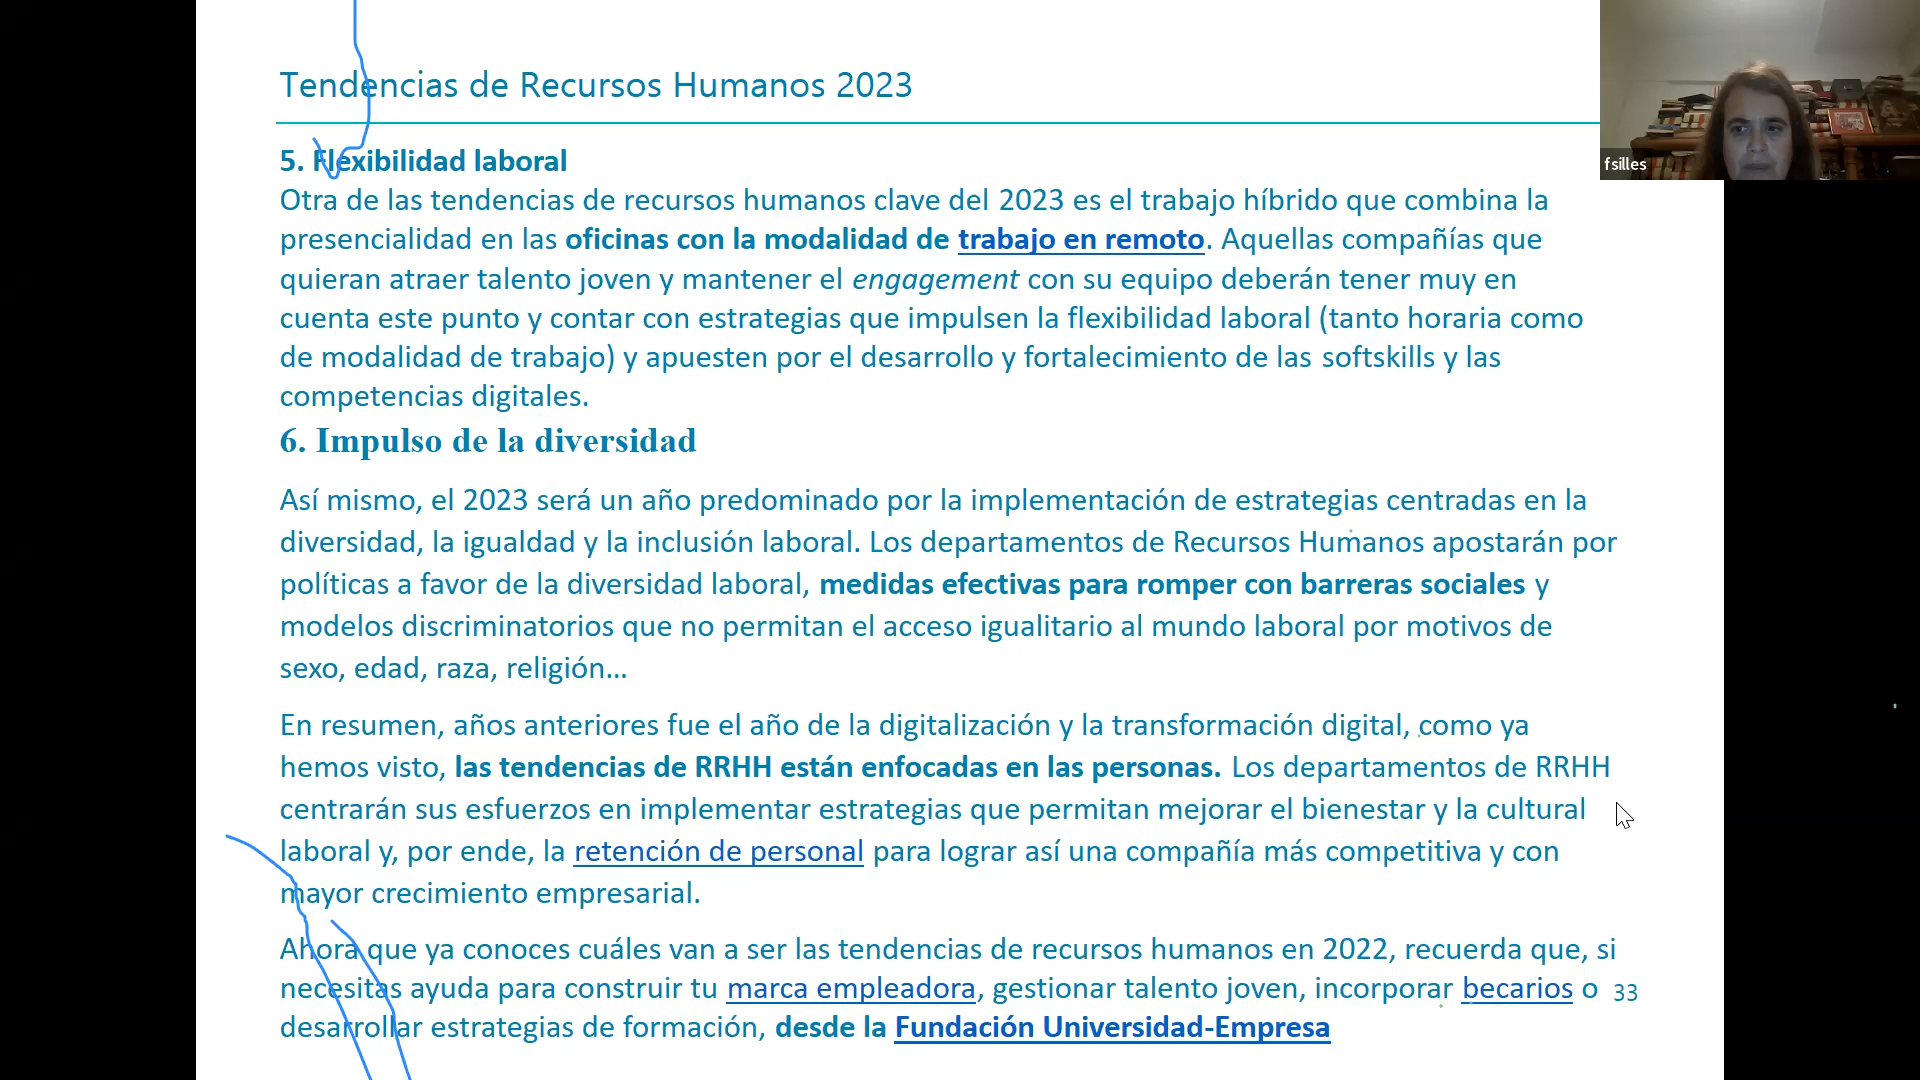 Tendencias de Recursos Humanos 2023
fsilles
5. Flexibilidad laboral
Otra de las tendencias de recursos humanos clave del 2023 es el trabajo híbrido que combina la
presencialidad en las oficinas con la modalidad de trabajo en remoto. Aquellas compañías que
quieran atraer talento joven y mantener el engagement con su equipo deberán tener muy en
cuenta este punto y contar con estrategias que impulsen la flexibilidad laboral (tanto horaria como
de modalidad de trabajo) y apuesten por el desarrollo y fortalecimiento de las softskills y las
competencias digitales.
6. Impulso de la diversidad
Así mismo, el 2023 será un año predominado por la implementación de estrategias centradas en la
diversidad, la igualdad y la inclusión laboral. Los departamentos de Recursos Humanos apostarán por
políticas a favor de la diversidad laboral, medidas efectivas para romper con barreras sociales y
modelos discriminatorios que no permitan el acceso igualitario al mundo laboral por motivos de
sexo, edad, raza, religión…
En resumen, años anteriores fue el año de la digitalización y la transformación digital, como ya
hemos visto, las tendencias de RRHH están enfocadas en las personas. Los departamentos de RRHH
centrarán sus esfuerzos en implementar estrategias que permitan mejorar el bienestar y la cultural
laboral y, por ende, la retención de personal para lograr así una compañía más competitiva y con
mayor crecimiento empresarial.
Ahora que ya conoces cuáles van a ser las tendencias de recursos humanos en 2022, recuerda que, si
necesitas ayuda para construir tu marca empleadora, gestionar talento joven, incorporar becarios o
desarrollar estrategias de formación, desde la Fundación Universidad-Empresa
33